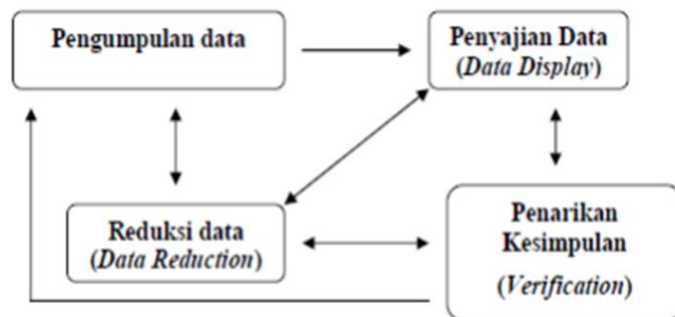 Pengumpulan data
Penyajian Data
(Data Display)
Reduksi data
(Data Reduction)
Penarikan
Kesimpulan
(Verification)